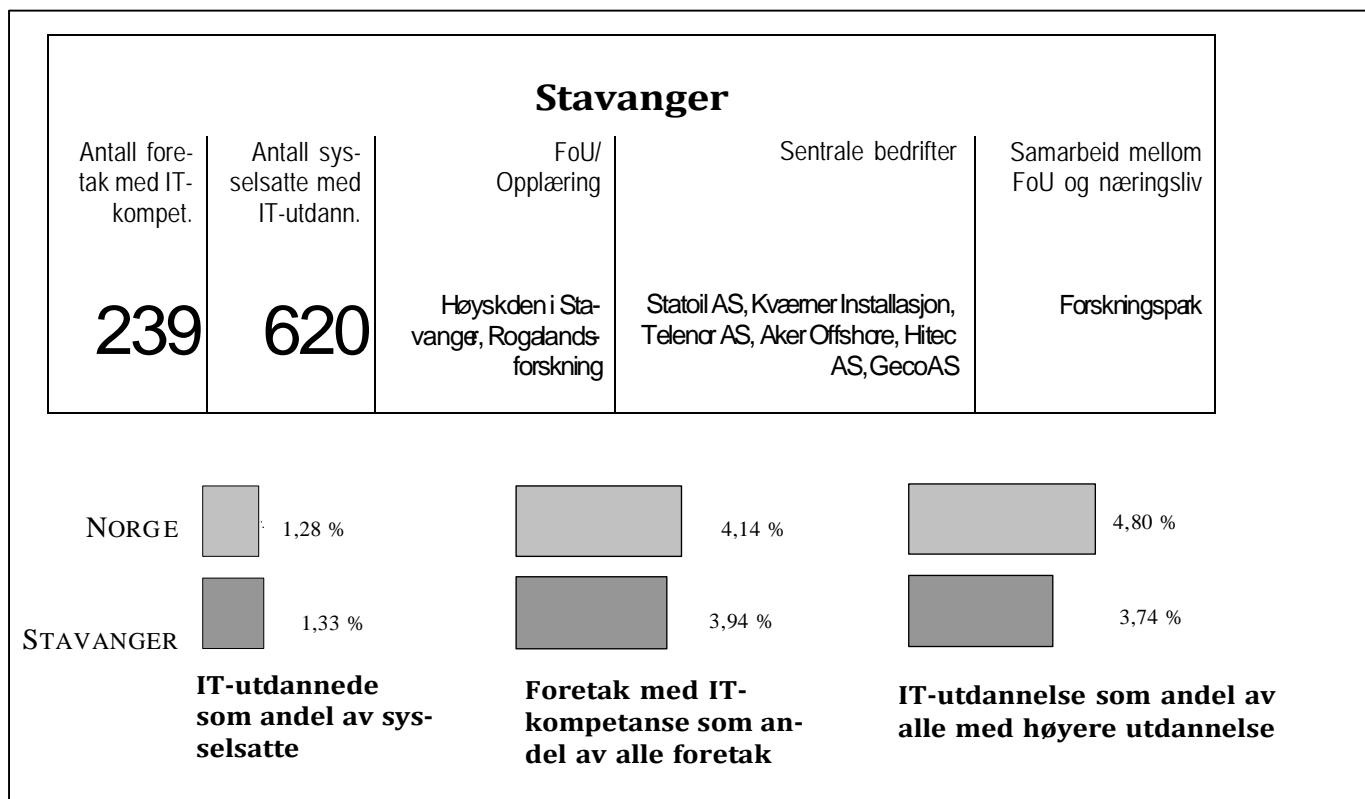 Stavanger
Antall fore-
tak med IT-
kompet.
Antall sys-
selsatte med
IT-utdann.
FoU/
Opplæring
Sentrale bedrifter
Samarbeid mellom
FoU og næringsliv
239
620
Høyskolen i Sta-
vanger, Rogalands-
forskning
Statoil AS, Kværner Installasjon,
Telenor AS, Aker Offshore, Hitec
AS, Geco AS
Forskningspark
NORGE
1,28 %
4,14 %
4,80 %
STAVANGER
1,33 %
3,94 %
3,74 %
IT-utdannede
som andel av sys-
selsatte
Foretak med IT-
kompetanse som an-
del av alle foretak
IT-utdannelse som andel av
alle med høyere utdannelse